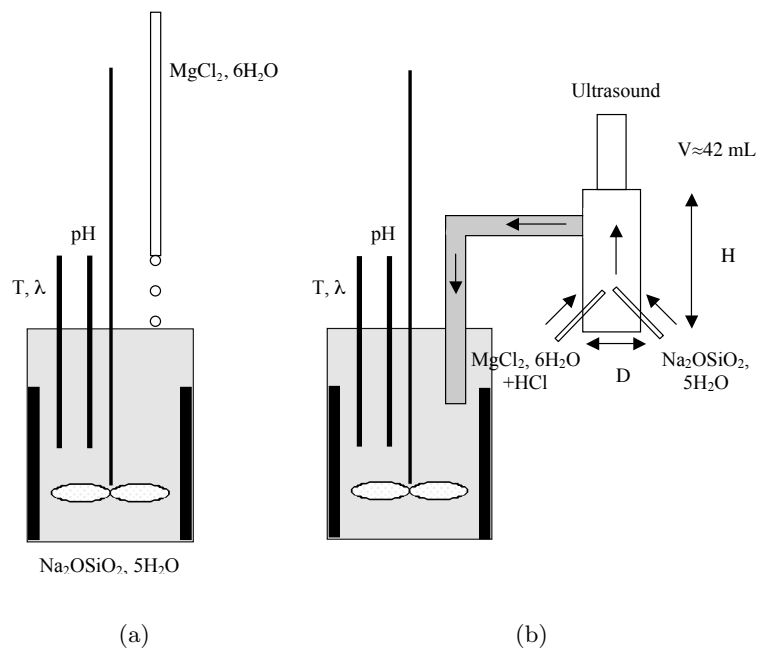 MgCl₂, 6H₂O
pH
T, λ
Na₂OSiO₂, 5H₂O
(a)
Ultrasound
V≈42 mL
pH
H
T, λ
MgCl₂, 6H₂O
+HCl
D
Na₂OSiO₂,
5H₂O
(b)